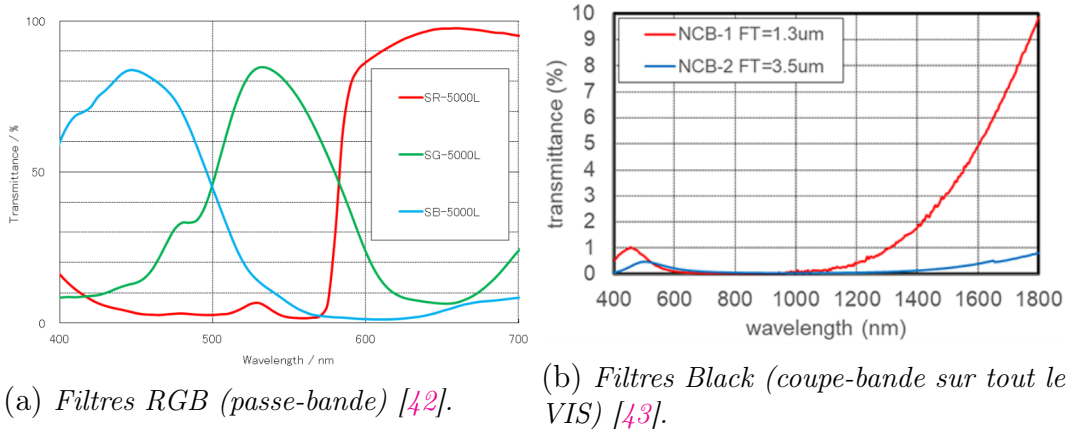 100
50
0
400
500
600
700
Transmittance / %
Wavelength / nm
SR-5000L
SG-5000L
SB-5000L
(a) Filtres RGB (passe-bande) [42].
10
9
8
7
6
5
4
3
2
1
0
400 600 800 1000 1200 1400 1600 1800
transmittance (%)
wavelength (nm)
NCB-1 FT=1.3um
NCB-2 FT=3.5um
(b) Filtres Black (coupe-bande sur tout le
VIS) [43].